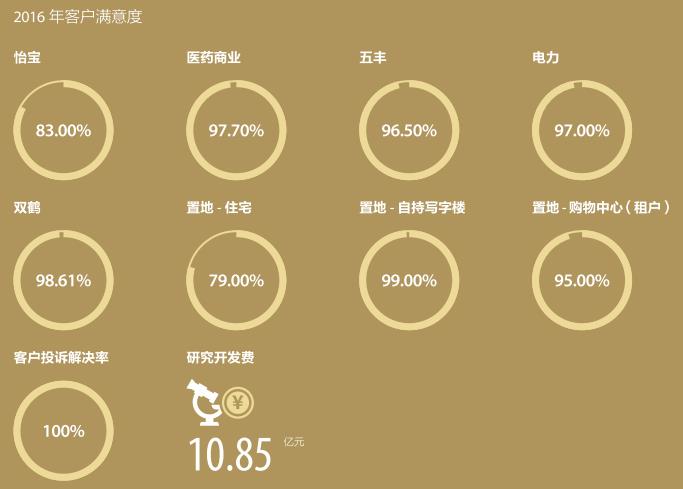 2016 年客户满意度
怡宝
医药商业
五丰
电力
83.00%
97.70%
96.50%
97.00%
双鹤
置地 - 住宅
置地 - 自持写字楼
置地 - 购物中心（租户）
98.61%
79.00%
99.00%
95.00%
客户投诉解决率
研究开发费
100%
¥
10.85 亿元